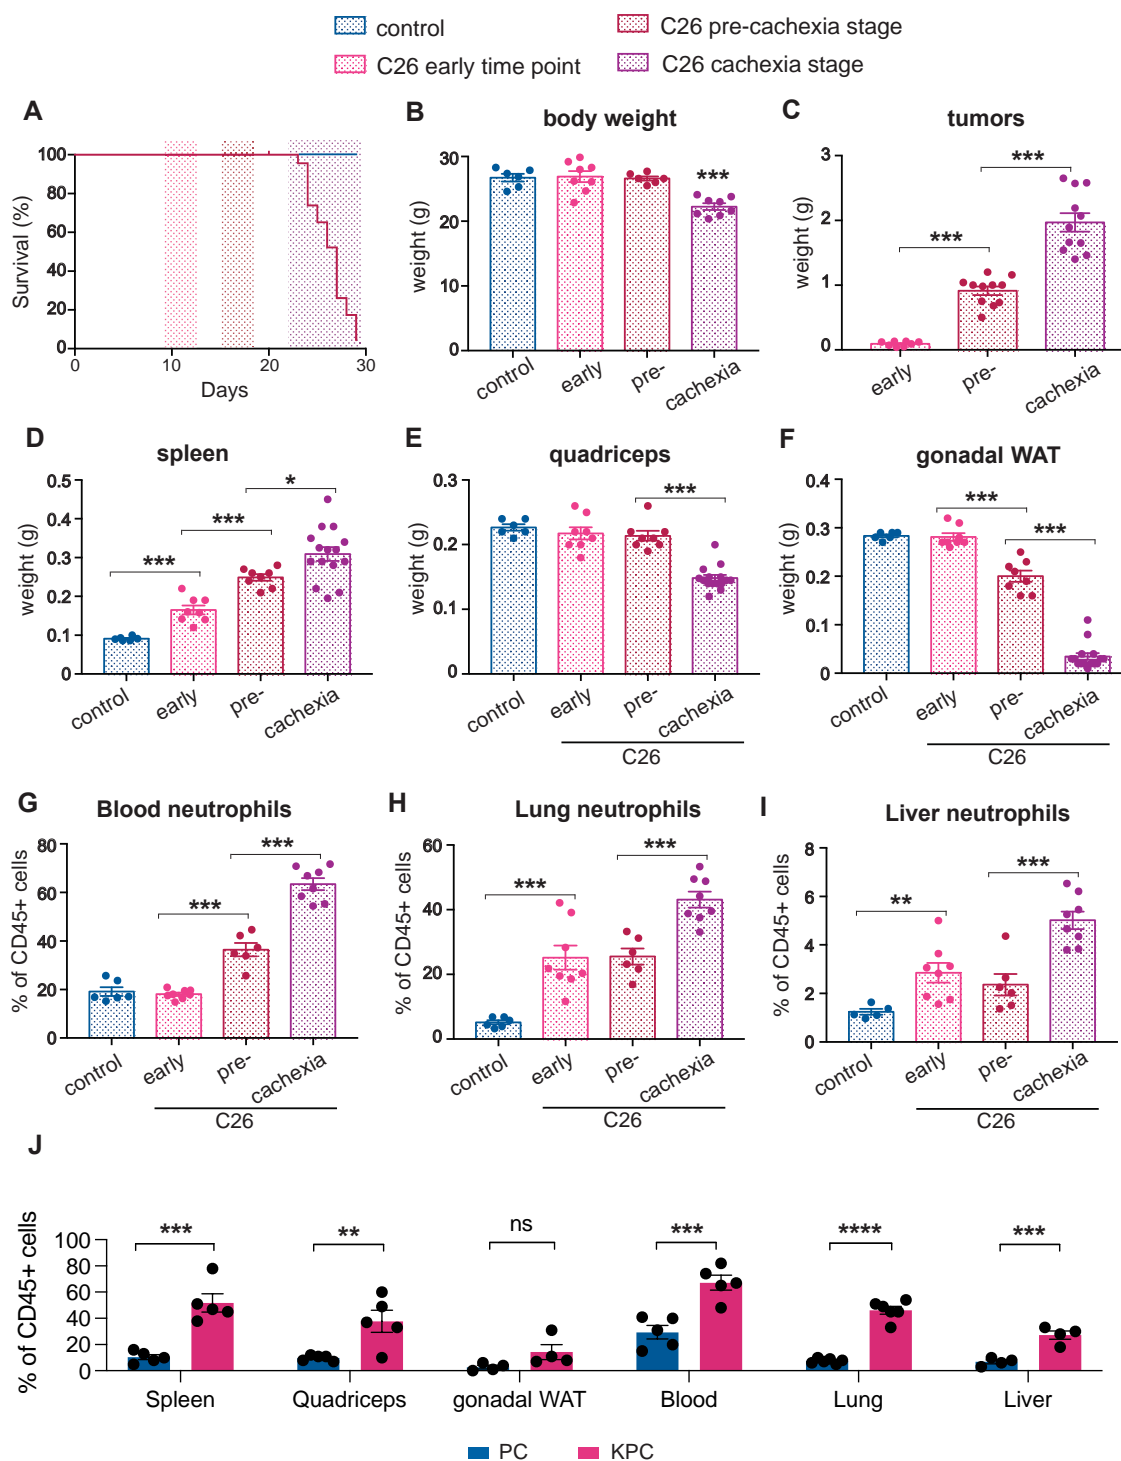 control
C26 pre-cachexia stage
C26 early time point
C26 cachexia stage
A
Survival (%)
100
80
60
40
20
0
0
10
20
30
Days
B
body weight
weight (g)
30
20
10
0
***
control
early
pre-
cachexia
C
tumors
weight (g)
3
2
1
0
***
***
early
pre-
cachexia
D
spleen
weight (g)
0.5
0.4
0.3
0.2
0.1
0
***
***
*
control
early
pre-
cachexia
E
quadriceps
weight (g)
0.3
0.2
0.1
0
***
control
early
pre-
cachexia
C26
F
gonadal WAT
weight (g)
0.4
0.3
0.2
0.1
0
***
***
control
early
pre-
cachexia
C26
G
Blood neutrophils
% of CD45+ cells
80
60
40
20
0
***
***
control
early
pre-
cachexia
C26
H
Lung neutrophils
% of CD45+ cells
60
40
20
0
***
***
control
early
pre-
cachexia
C26
I
Liver neutrophils
% of CD45+ cells
8
6
4
2
0
**
***
control
early
pre-
cachexia
C26
J
% of CD45+ cells
100
80
60
40
20
0
***
**
ns
***
****
***
Spleen
Quadriceps
gonadal WAT
Blood
Lung
Liver
PC
KPC